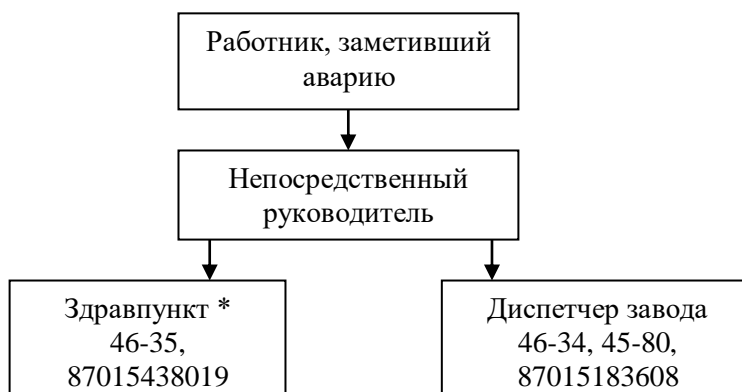 Работник, заметивший
аварию
Непосредственный
руководитель
Здравпункт *
46-35,
87015438019
Диспетчер завода
46-34, 45-80,
87015183608